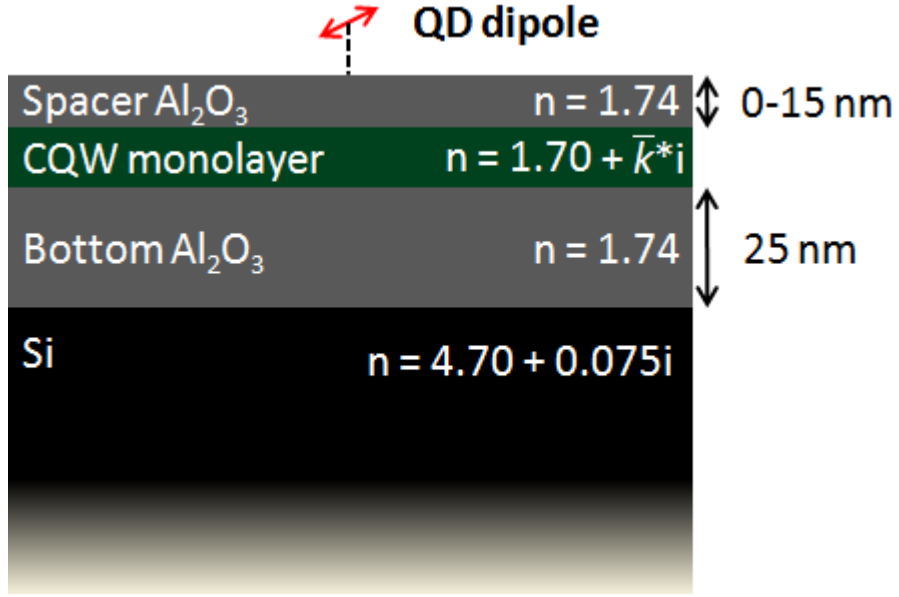 QD dipole
Spacer Al₂O₃ n = 1.74 0-15 nm
CQW monolayer n = 1.70 + k̅*i
Bottom Al₂O₃ n = 1.74 25 nm
Si n = 4.70 + 0.075i